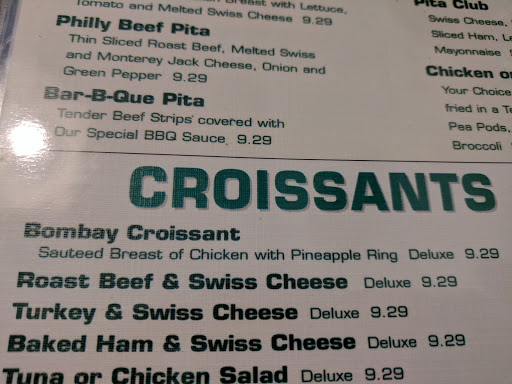 Tomato and Melted Swiss Cheese 9.29
Breast with Lettuce,
Philly Beef Pita
Thin Sliced Roast Beef, Melted Swiss
and Monterey Jack Cheese, Onion and
Green Pepper 9.29
Bar-B-Que Pita
Tender Beef Strips covered with
Our Special BBQ Sauce 9.29
Pita Club
Swiss Cheese,
Sliced Ham,
Mayonnaise
Chicken
Your Choice
fried in a
Pea Pods,
Broccoli
CROISSANTS
Bombay Croissant
Sauteed Breast of Chicken with Pineapple Ring Deluxe 9.29
Roast Beef & Swiss Cheese Deluxe 9.29
Turkey & Swiss Cheese Deluxe 9.29
Baked Ham & Swiss Cheese Deluxe 9.29
Tuna or Chicken Salad Deluxe 9.29